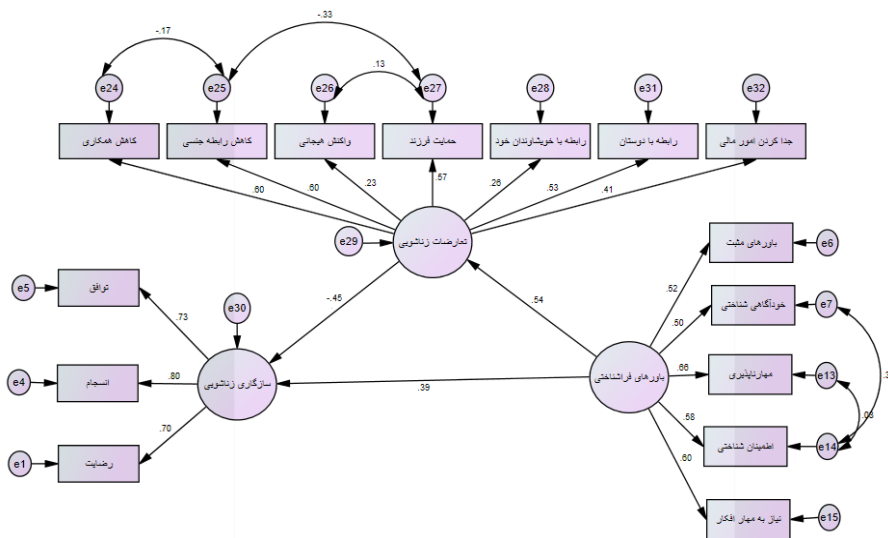 -.17
-.33
.13
e24
e25
e26
e27
e28
e31
e32
کاهش همکاری
کاهش رابطه جنسی
واکنش هیجانی
حمایت فرزند
رابطه با خویشاوندان خود
رابطه با دوستان
جدا کردن امور مالی
.60
.60
.23
.57
.26
.53
.41
e29
تعارضات زناشویی
باورهای مثبت
e6
e5
توافق
e30
-.45
.54
.52
خودآگاهی شناختی
e7
.73
.50
e4
انسجام
.80
سازگاری زناشویی
.39
باورهای فراشناختی
.66
مهارناپذیری
e13
.3
.03
.70
.58
اطمینان شناختی
e14
e1
رضایت
.60
نیاز به مهار افکار
e15